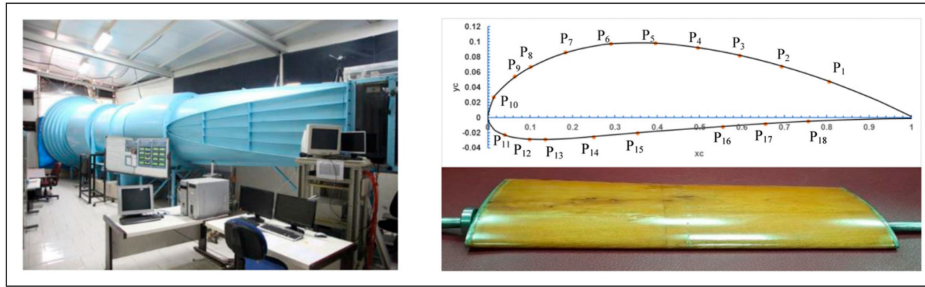 0.12
0.1
0.08
0.06
0.04
0.02
0
-0.02
-0.04
yc
P₁₀
P₉
P₈
P₇
P₆
P₅
P₄
P₃
P₂
P₁
0 0.1 0.2 0.3 0.4 0.5 0.6 0.7 0.8 0.9 1
P₁₁
P₁₂
P₁₃
P₁₄
P₁₅
P₁₆
P₁₇
P₁₈
xc